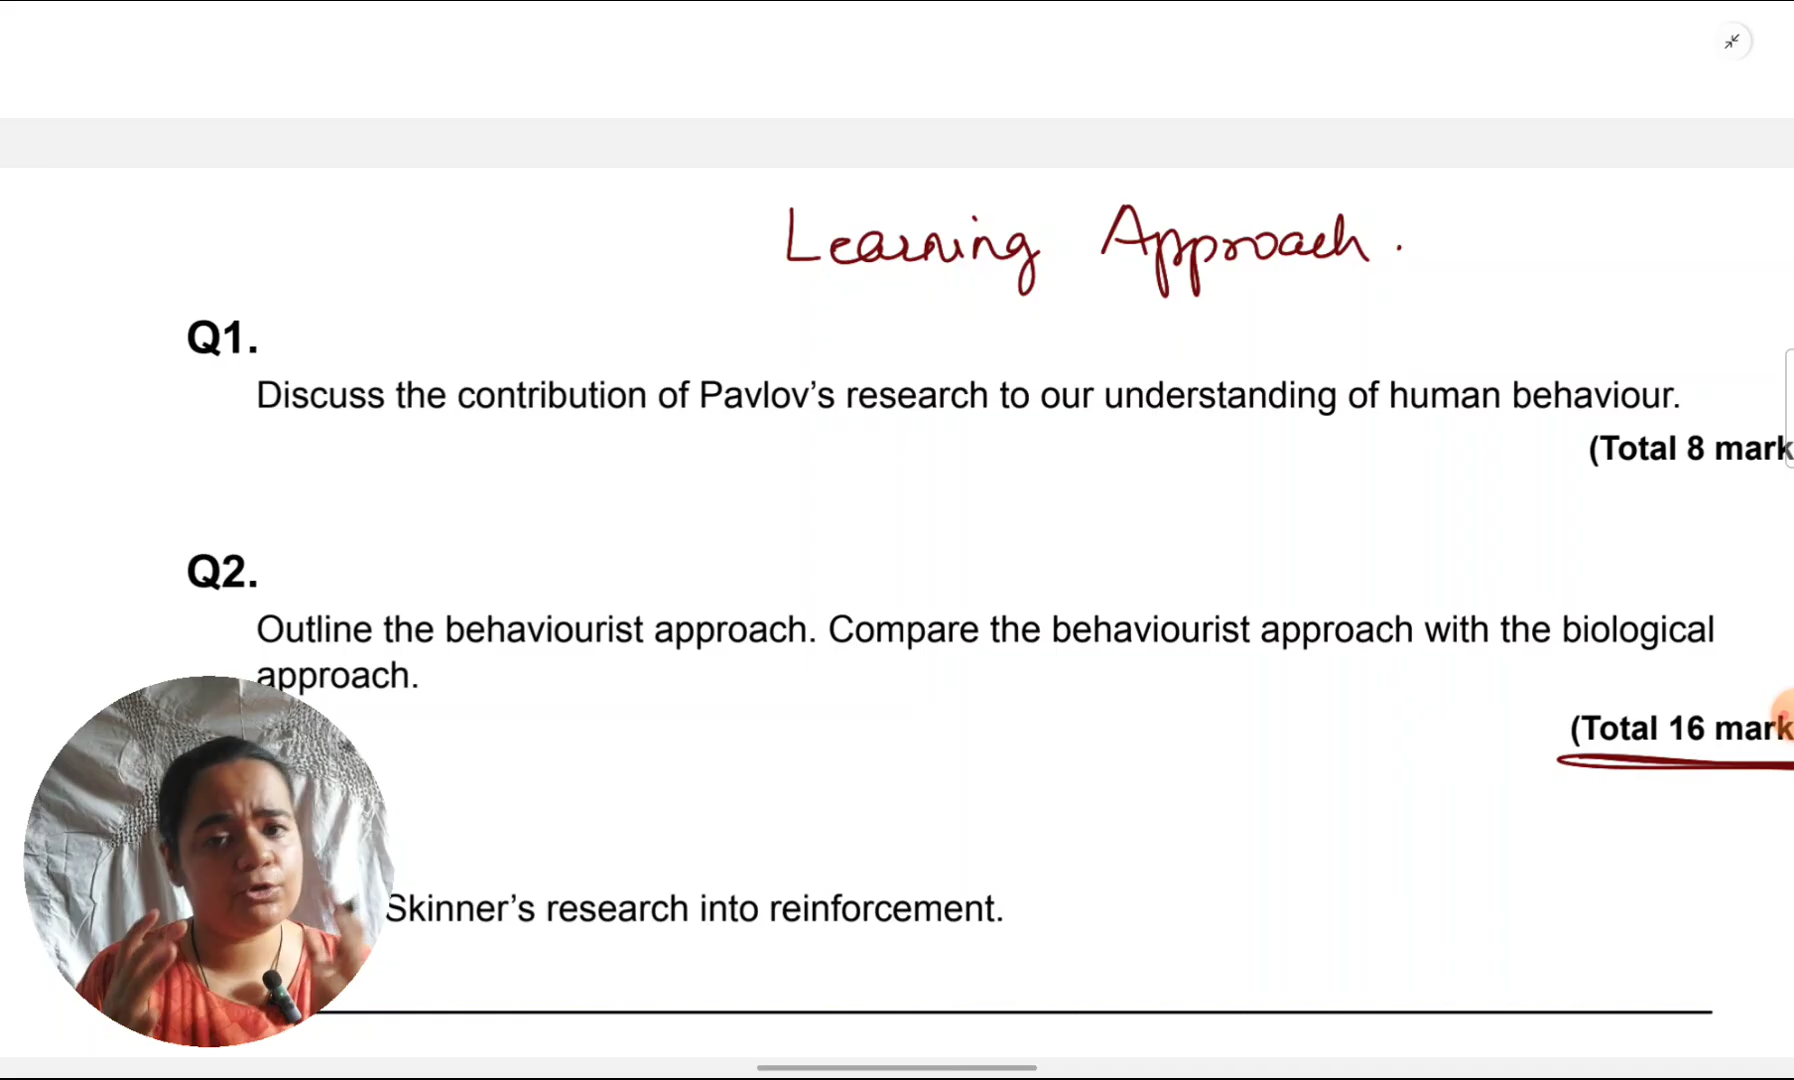 Learning Approach.
Q1.
Discuss the contribution of Pavlov's research to our understanding of human behaviour.
(Total 8 mark
Q2.
Outline the behaviourist approach. Compare the behaviourist approach with the biological
approach.
(Total 16 mark
Skinner's research into reinforcement.